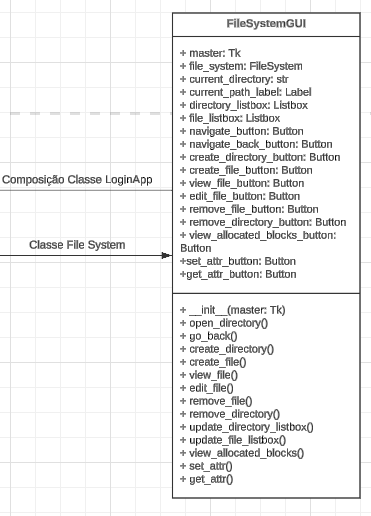 FileSystemGUI
+ master: Tk
+ file_system: FileSystem
+ current_directory: str
+ current_path_label: Label
+ directory_listbox: Listbox
+ file_listbox: Listbox
+ navigate_button: Button
+ navigate_back_button: Button
+ create_directory_button: Button
+ create_file_button: Button
+ view_file_button: Button
+ edit_file_button: Button
+ remove_file_button: Button
+ remove_directory_button: Button
+ view_allocated_blocks_button:
Button
+set_attr_button: Button
+get_attr_button: Button
Composição Classe LoginApp
Classe File System
+ __init__(master: Tk)
+ open_directory()
+ go_back()
+ create_directory()
+ create_file()
+ view_file()
+ edit_file()
+ remove_file()
+ remove_directory()
+ update_directory_listbox()
+ update_file_listbox()
+ view_allocated_blocks()
+ set_attr()
+ get_attr()